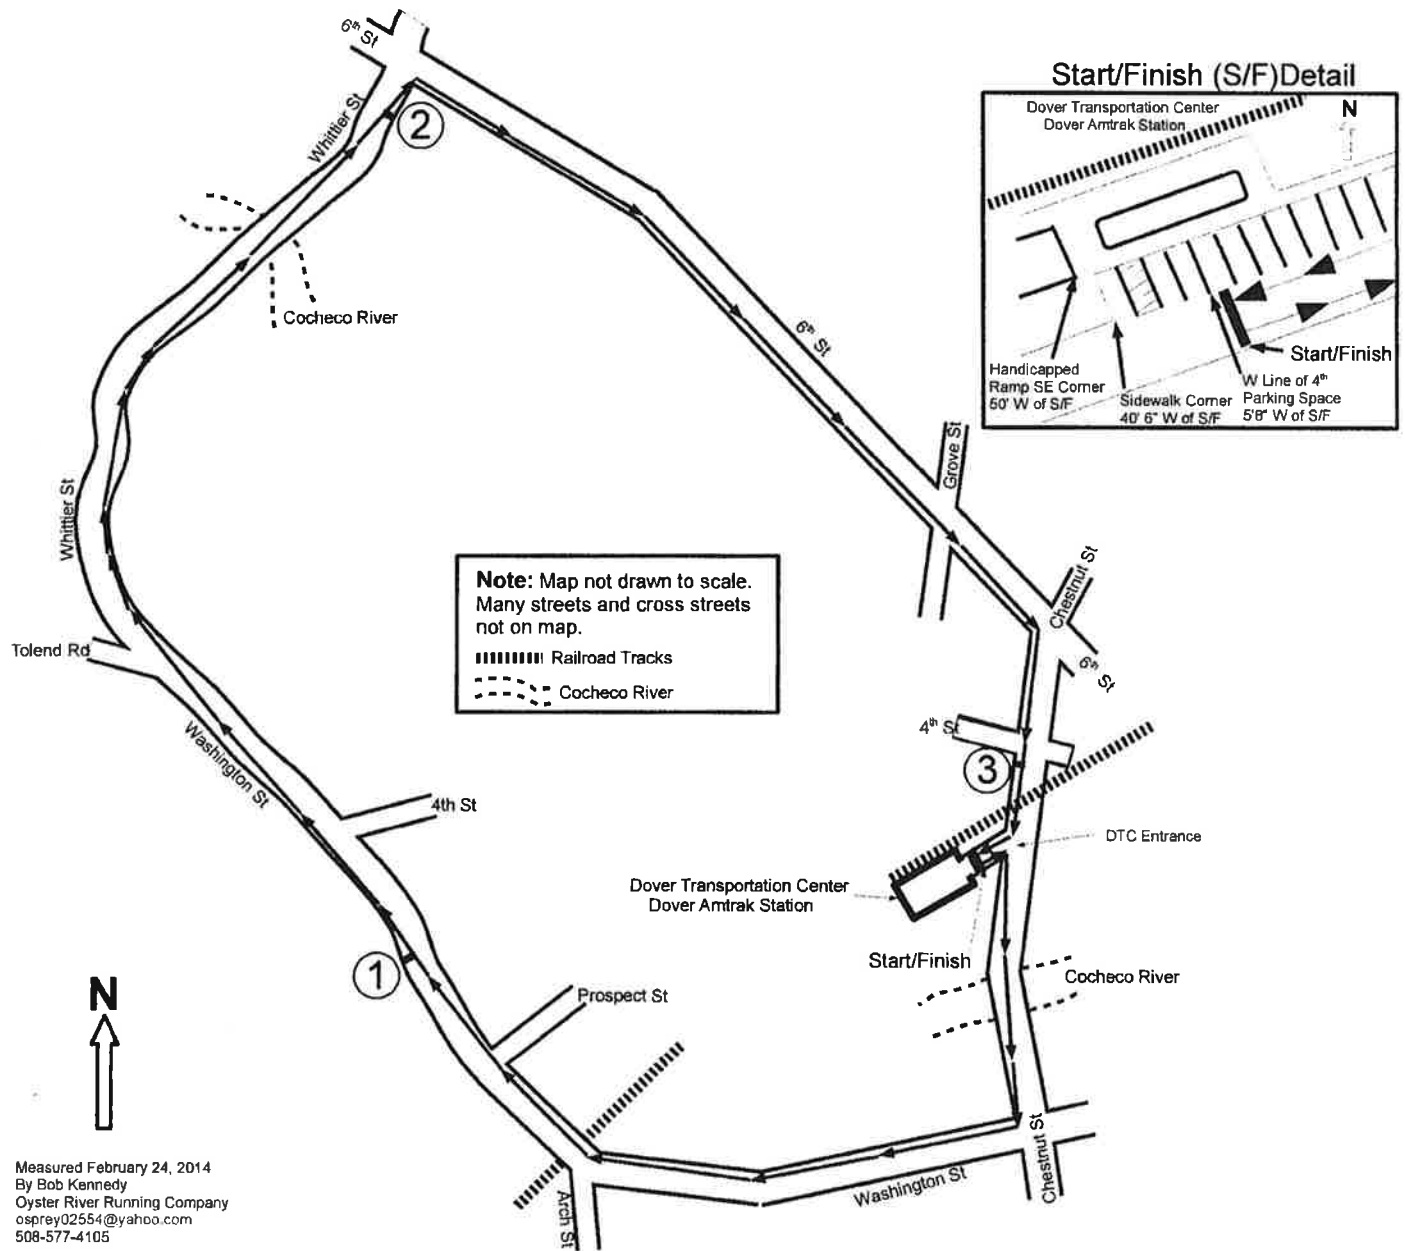 6th St
Start/Finish (S/F)Detail
Dover Transportation Center
Dover Amtrak Station
N
Start/Finish
Handicapped
Ramp SE Corner
50' W of S/F
Sidewalk Corner
40' 6" W of S/F
W Line of 4th
Parking Space
5'8" W of S/F
Whittier St
2
Cocheco River
6th St
Grove St
Whittier St
Note: Map not drawn to scale.
Many streets and cross streets
not on map.
Railroad Tracks
Cocheco River
Chestnut St
6th St
Tolend Rd
Washington St
4th St
4th St
3
DTC Entrance
Dover Transportation Center
Dover Amtrak Station
Start/Finish
1
Prospect St
Cocheco River
N
Washington St
Chestnut St
Arch St
Measured February 24, 2014
By Bob Kennedy
Oyster River Running Company
osprey02554@yahoo.com
508-577-4105